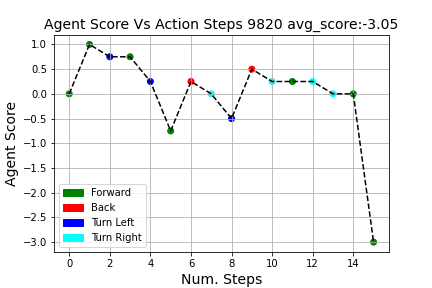 Agent Score Vs Action Steps 9820 avg_score:-3.05
Agent Score
1.0
0.5
0.0
−0.5
−1.0
−1.5
−2.0
−2.5
−3.0
Forward
Back
Turn Left
Turn Right
0 2 4 6 8 10 12 14
Num. Steps